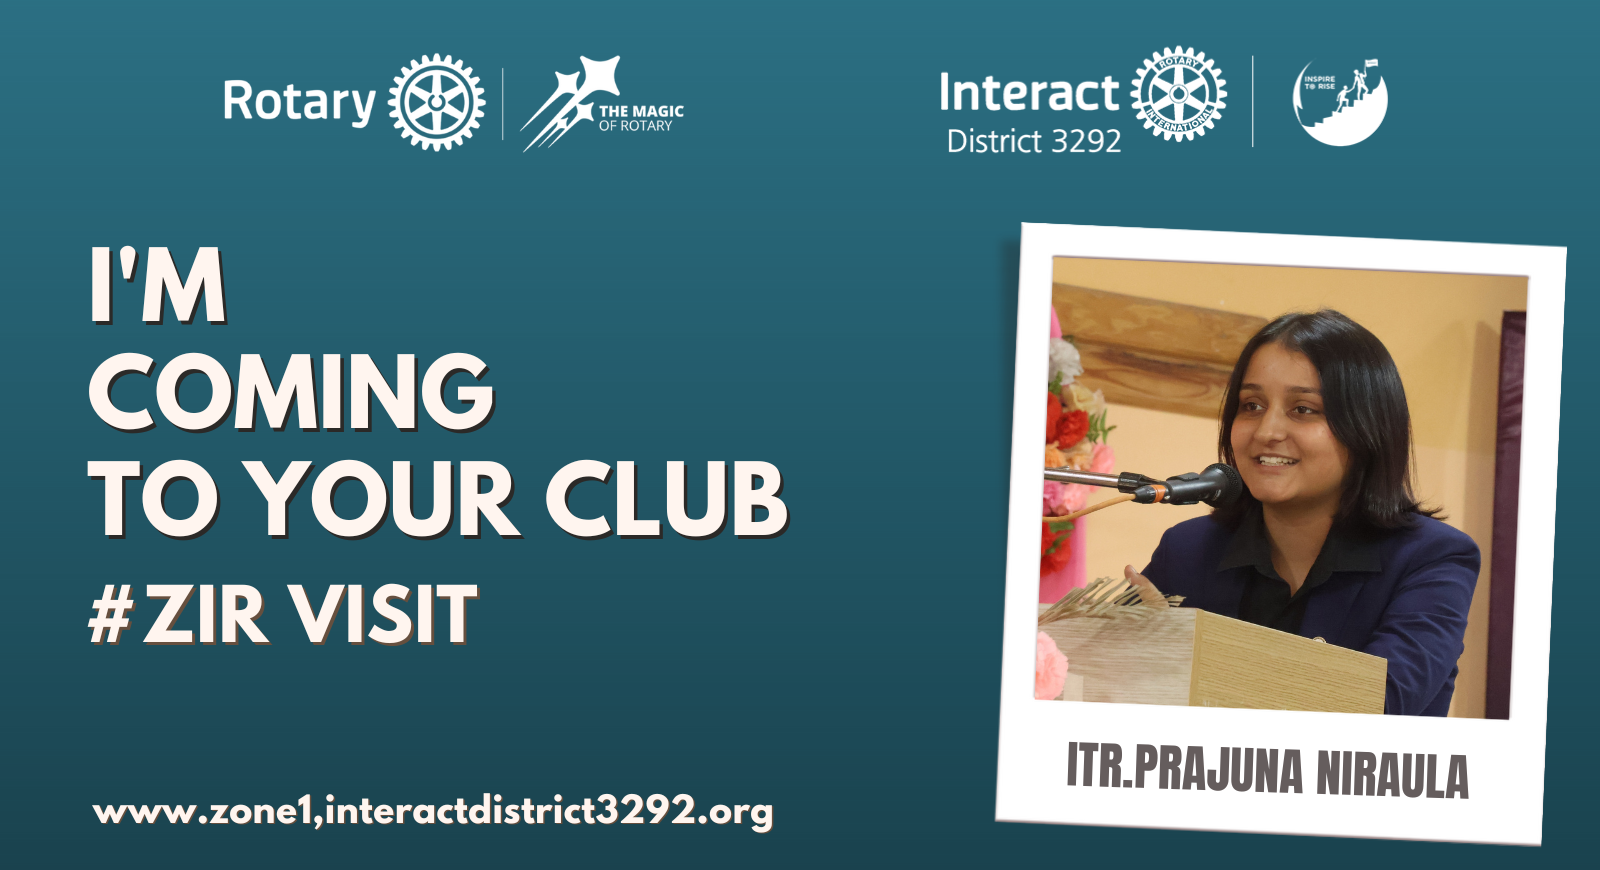 Rotary
THE MAGIC
OF ROTARY
Interact
District 3292
ROTARY
INTERNATIONAL
INSPIRE
TO RISE
I'M
COMING
TO YOUR CLUB
#ZIR VISIT
www.zone1,interactdistrict3292.org
ITR.PRAJUNA NIRAULA